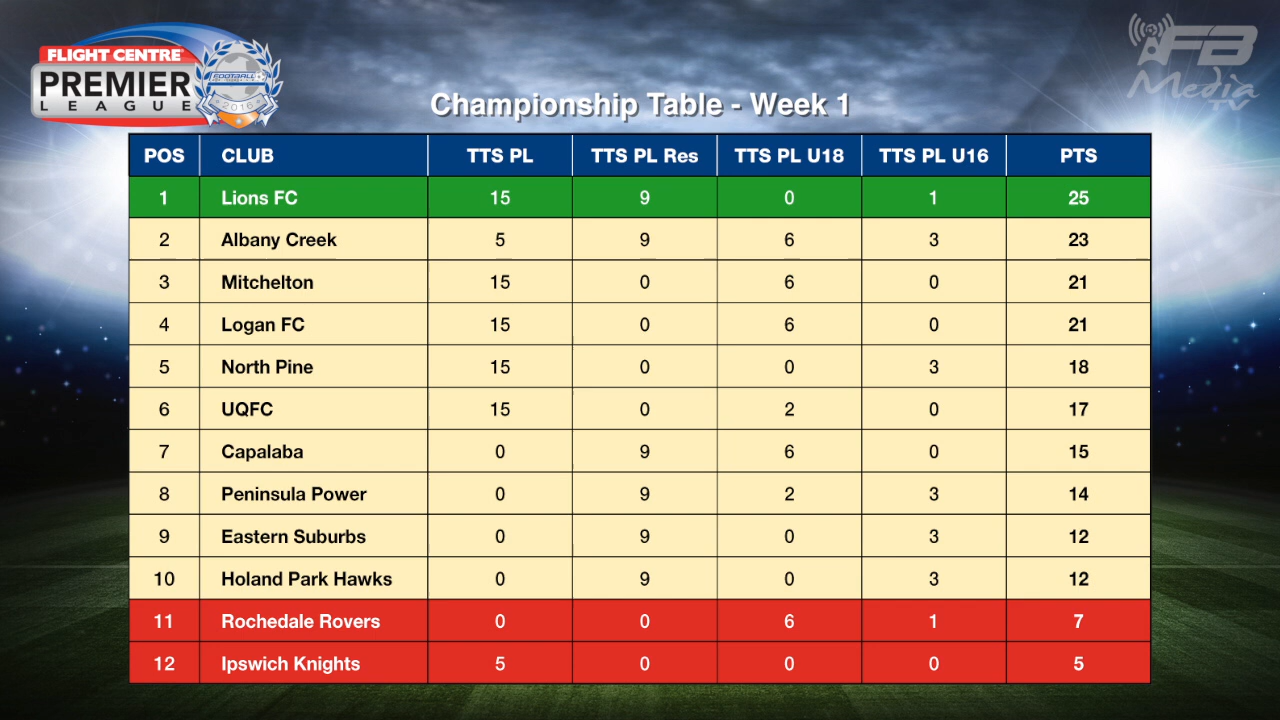 FLIGHT CENTRE
PREMIER
LEAGUE
FOOTBALL
2016
FB
Media
TV
Championship Table - Week 1
POS CLUB TTS PL TTS PL Res TTS PL U18 TTS PL U16 PTS
1 Lions FC 15 9 0 1 25
2 Albany Creek 5 9 6 3 23
3 Mitchelton 15 0 6 0 21
4 Logan FC 15 0 6 0 21
5 North Pine 15 0 0 3 18
6 UQFC 15 0 2 0 17
7 Capalaba 0 9 6 0 15
8 Peninsula Power 0 9 2 3 14
9 Eastern Suburbs 0 9 0 3 12
10 Holand Park Hawks 0 9 0 3 12
11 Rochedale Rovers 0 0 6 1 7
12 Ipswich Knights 5 0 0 0 5